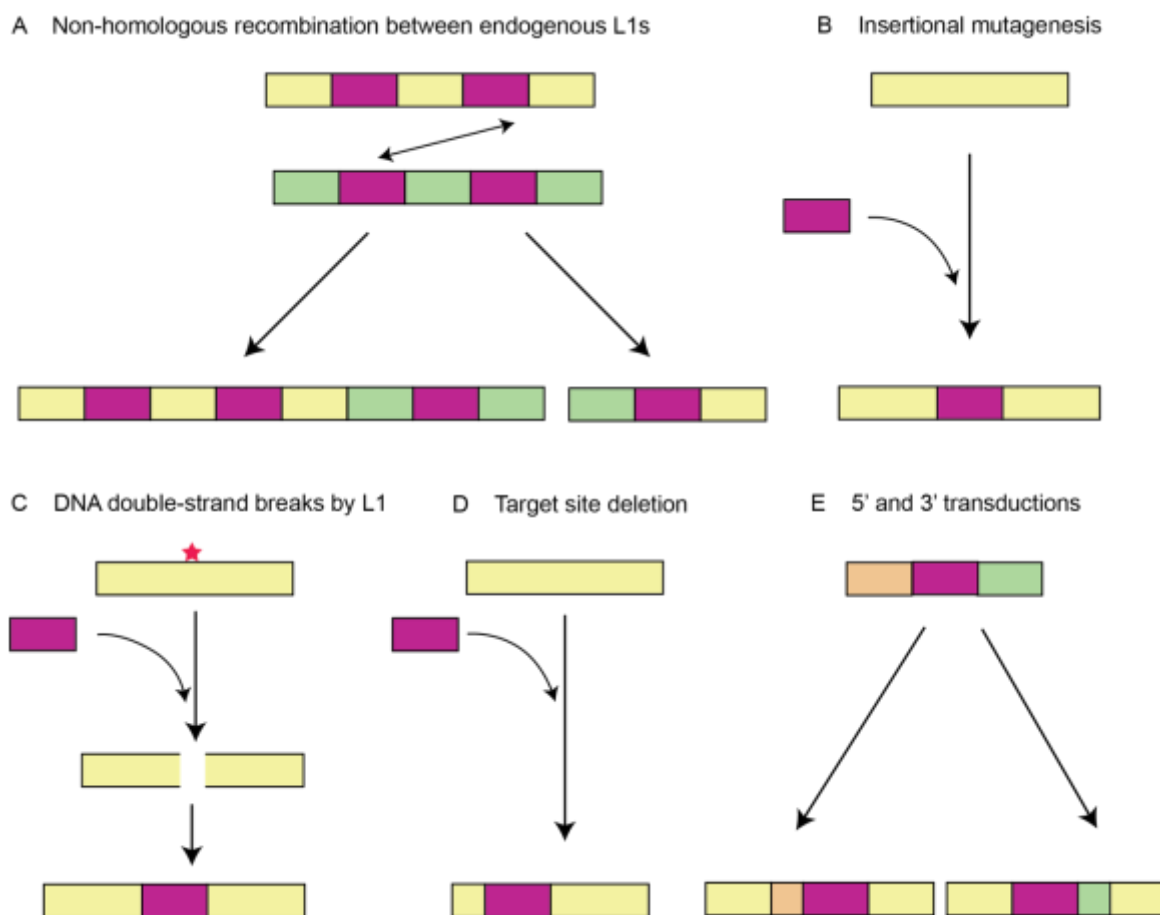 A Non-homologous recombination between endogenous L1s
B Insertional mutagenesis
C DNA double-strand breaks by L1
D Target site deletion
E 5' and 3' transductions